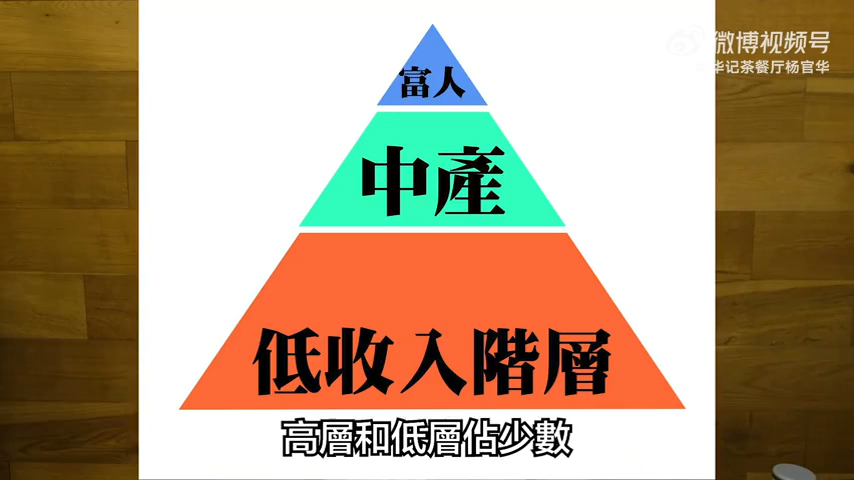 微博视频号
华记茶餐厅杨官华
富人
中產
低收入階層
高層和低層佔少數